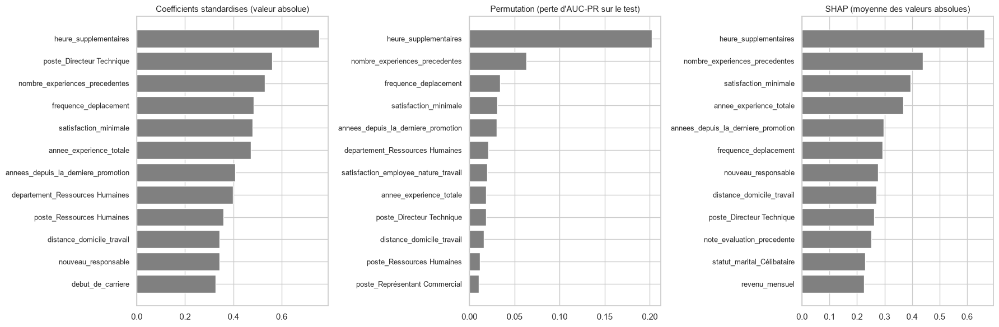 Coefficients standardises (valeur absolue)
heure_supplementaires
poste_Directeur Technique
nombre_experiences_precedentes
frequence_deplacement
satisfaction_minimale
annee_experience_totale
annees_depuis_la_derniere_promotion
departement_Ressources Humaines
poste_Ressources Humaines
distance_domicile_travail
nouveau_responsable
debut_de_carriere
0.0 0.2 0.4 0.6
Permutation (perte d'AUC-PR sur le test)
heure_supplementaires
nombre_experiences_precedentes
frequence_deplacement
satisfaction_minimale
annees_depuis_la_derniere_promotion
departement_Ressources Humaines
satisfaction_employee_nature_travail
annee_experience_totale
poste_Directeur Technique
distance_domicile_travail
poste_Ressources Humaines
poste_Représentant Commercial
0.00 0.05 0.10 0.15 0.20
SHAP (moyenne des valeurs absolues)
heure_supplementaires
nombre_experiences_precedentes
satisfaction_minimale
annee_experience_totale
annees_depuis_la_derniere_promotion
frequence_deplacement
nouveau_responsable
distance_domicile_travail
poste_Directeur Technique
note_evaluation_precedente
statut_marital_Célibataire
revenu_mensuel
0.0 0.1 0.2 0.3 0.4 0.5 0.6